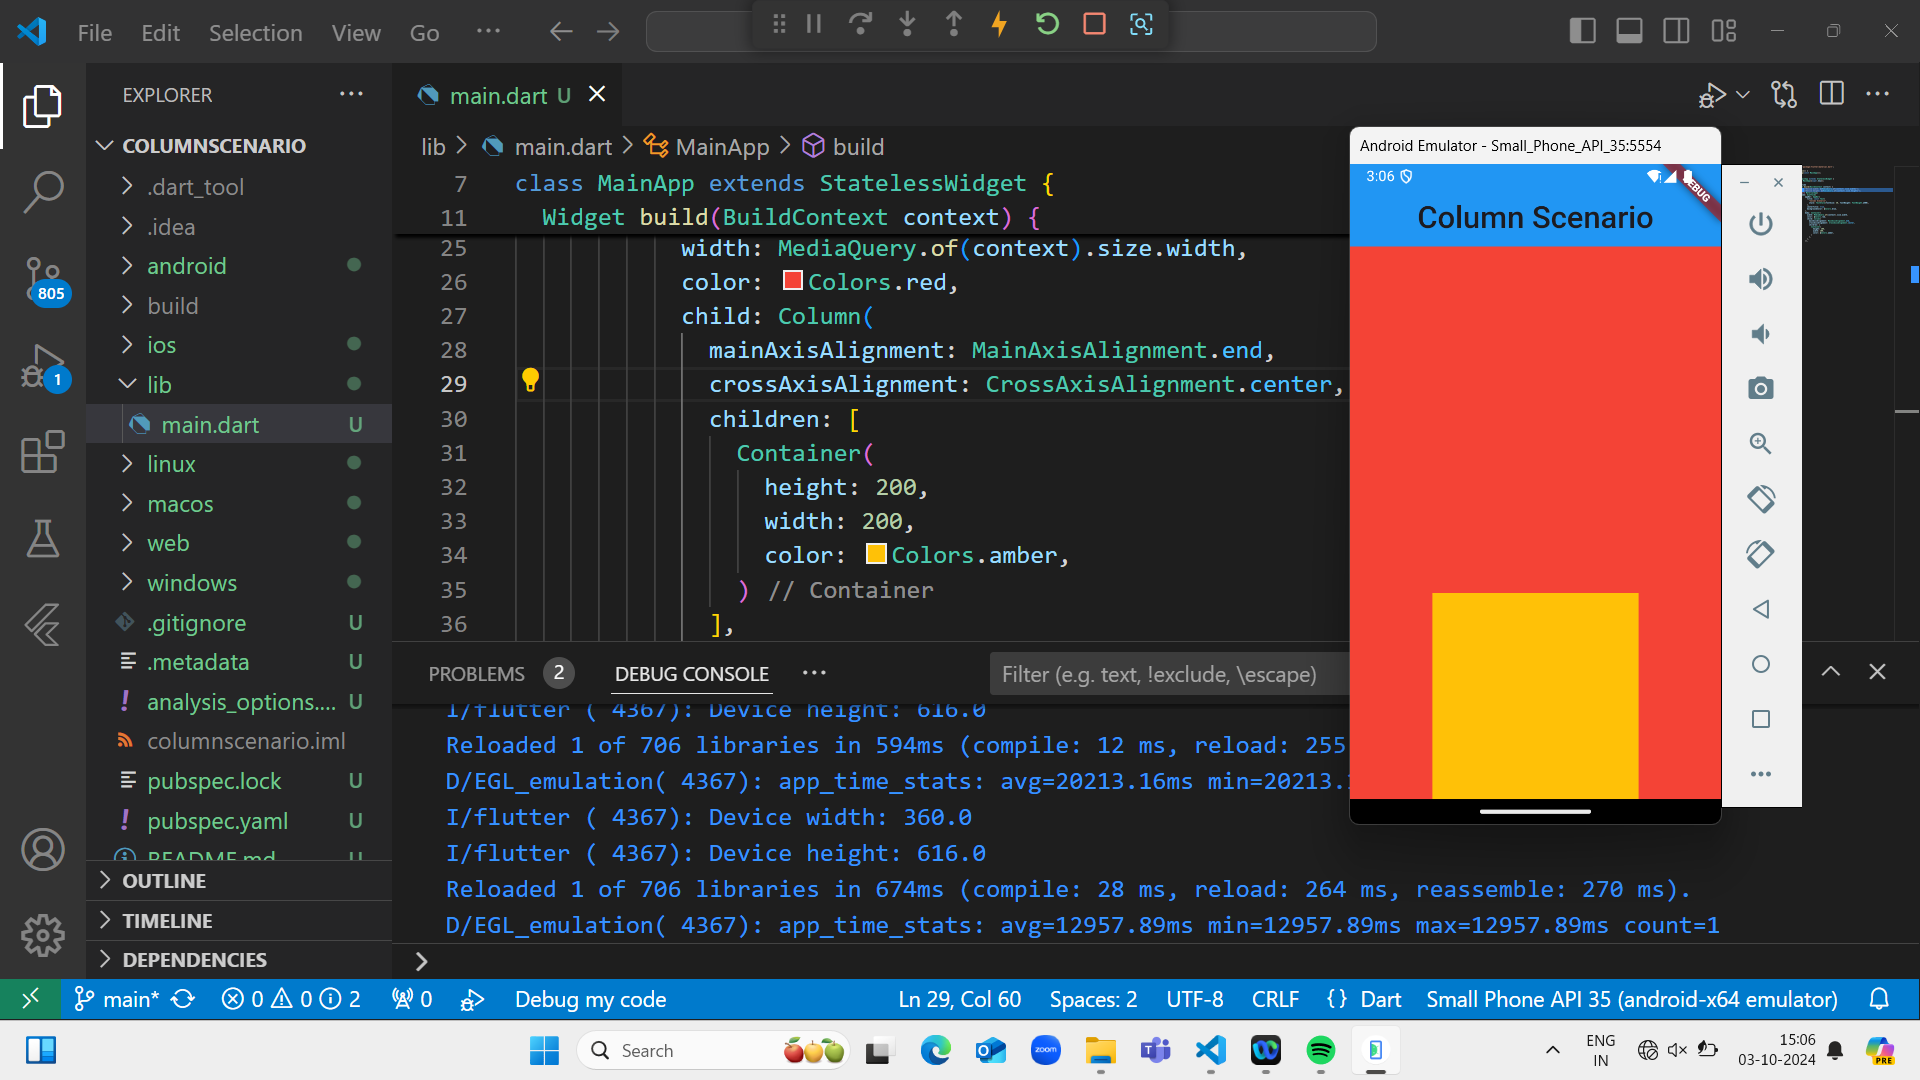 File Edit Selection View Go ···
EXPLORER ···
COLUMNSCENARIO
.dart_tool
.idea
android
build
ios
lib
main.dart U
linux
macos
web
windows
.gitignore U
.metadata U
analysis_options.... U
columnscenario.iml
pubspec.lock U
pubspec.yaml U
README.md U
OUTLINE
TIMELINE
DEPENDENCIES
805
1
main.dart U
lib > main.dart > MainApp > build
7 class MainApp extends StatelessWidget {
11 Widget build(BuildContext context) {
25 width: MediaQuery.of(context).size.width,
26 color: Colors.red,
27 child: Column(
28 mainAxisAlignment: MainAxisAlignment.end,
29 crossAxisAlignment: CrossAxisAlignment.center,
30 children: [
31 Container(
32 height: 200,
33 width: 200,
34 color: Colors.amber,
35 ) // Container
36 ],
PROBLEMS 2 DEBUG CONSOLE ··· Filter (e.g. text, !exclude, \escape)
I/flutter ( 4367): Device height: 616.0
Reloaded 1 of 706 libraries in 594ms (compile: 12 ms, reload: 255
D/EGL_emulation( 4367): app_time_stats: avg=20213.16ms min=20213.
I/flutter ( 4367): Device width: 360.0
I/flutter ( 4367): Device height: 616.0
Reloaded 1 of 706 libraries in 674ms (compile: 28 ms, reload: 264 ms, reassemble: 270 ms).
D/EGL_emulation( 4367): app_time_stats: avg=12957.89ms min=12957.89ms max=12957.89ms count=1
>
Android Emulator - Small_Phone_API_35:5554
3:06
DEBUG
Column Scenario
main* 0 0 2 0 Debug my code Ln 29, Col 60 Spaces: 2 UTF-8 CRLF {} Dart Small Phone API 35 (android-x64 emulator)
Search
zoom
ENG
IN
15:06
03-10-2024
PRE